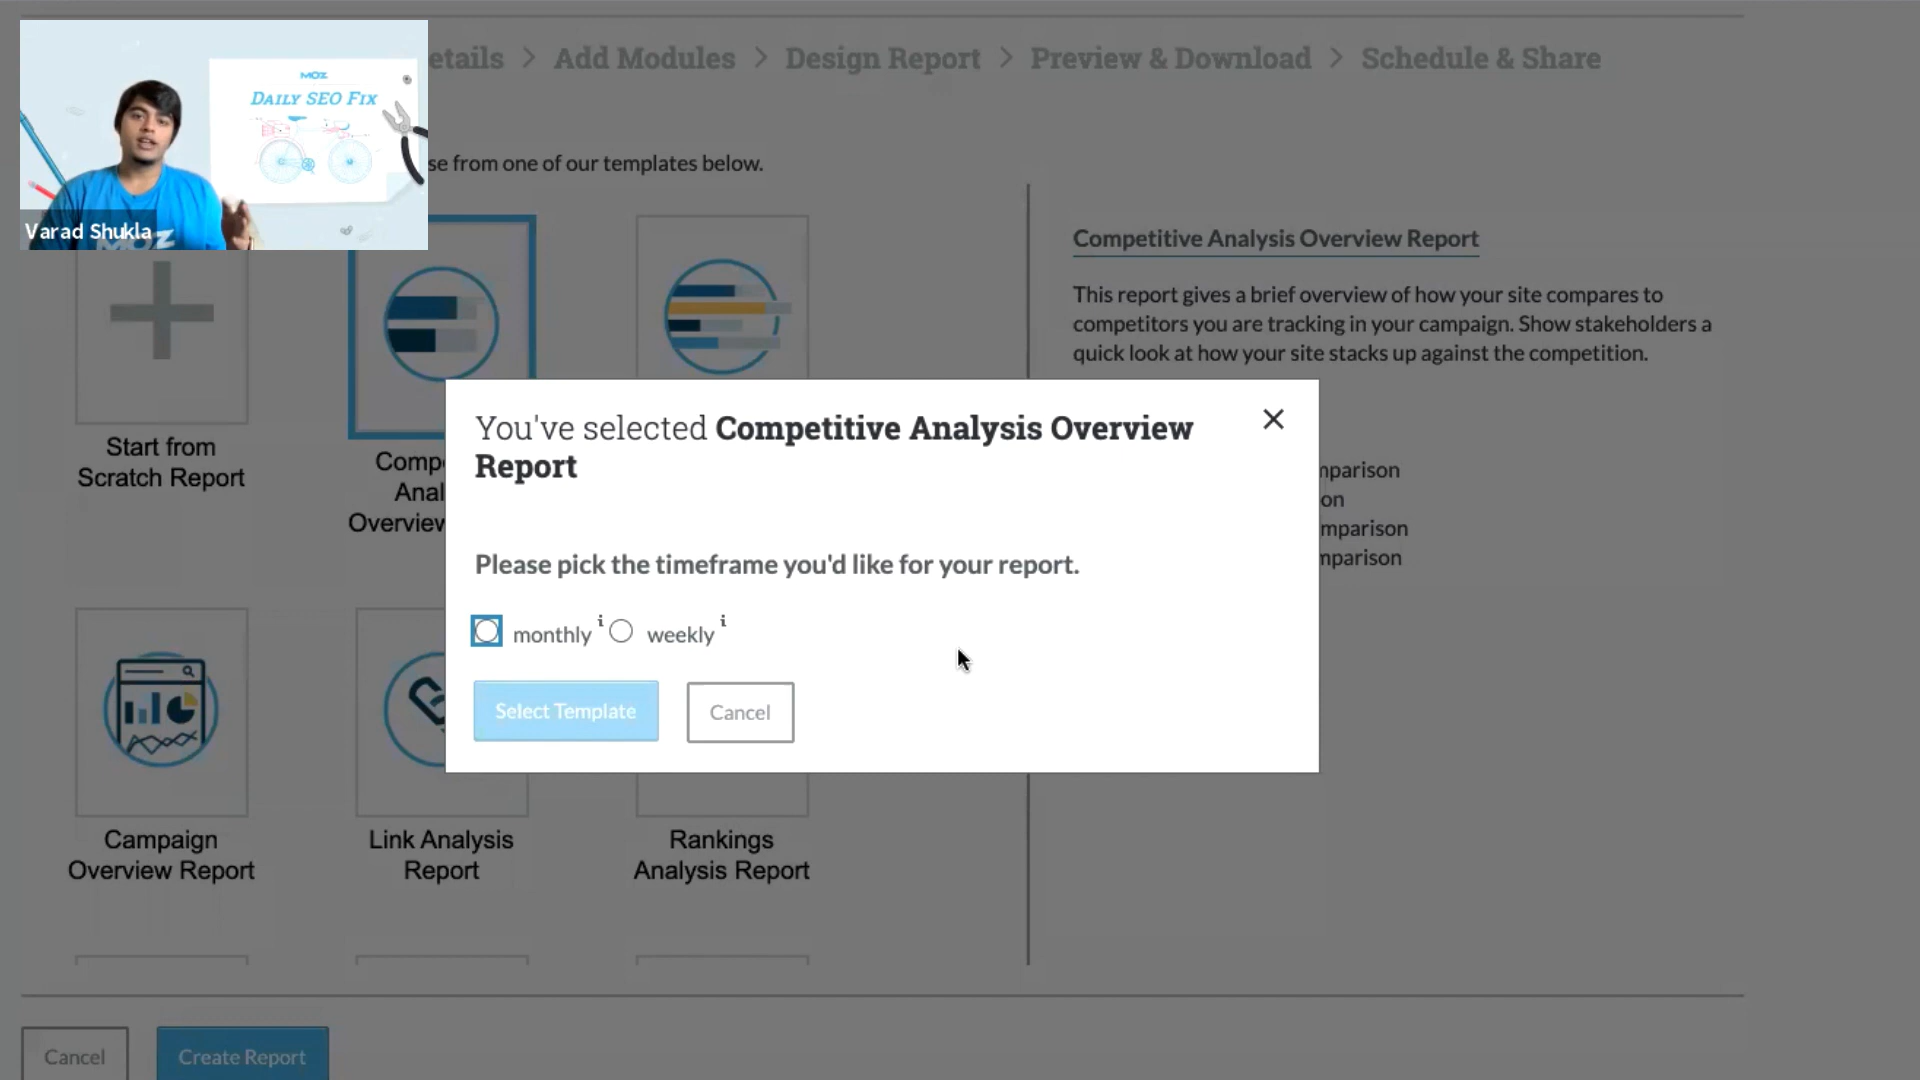 MOZ
DAILY SEO FIX
Varad Shukla
MOZ
etails > Add Modules > Design Report > Preview & Download > Schedule & Share
se from one of our templates below.
Start from
Scratch Report
Comp
Anal
Overview
Competitive Analysis Overview Report
This report gives a brief overview of how your site compares to
competitors you are tracking in your campaign. Show stakeholders a
quick look at how your site stacks up against the competition.
mparison
on
mparison
mparison
You've selected Competitive Analysis Overview
Report
Please pick the timeframe you'd like for your report.
monthly i weekly i
Select Template Cancel
Campaign
Overview Report
Link Analysis
Report
Rankings
Analysis Report
Cancel Create Report